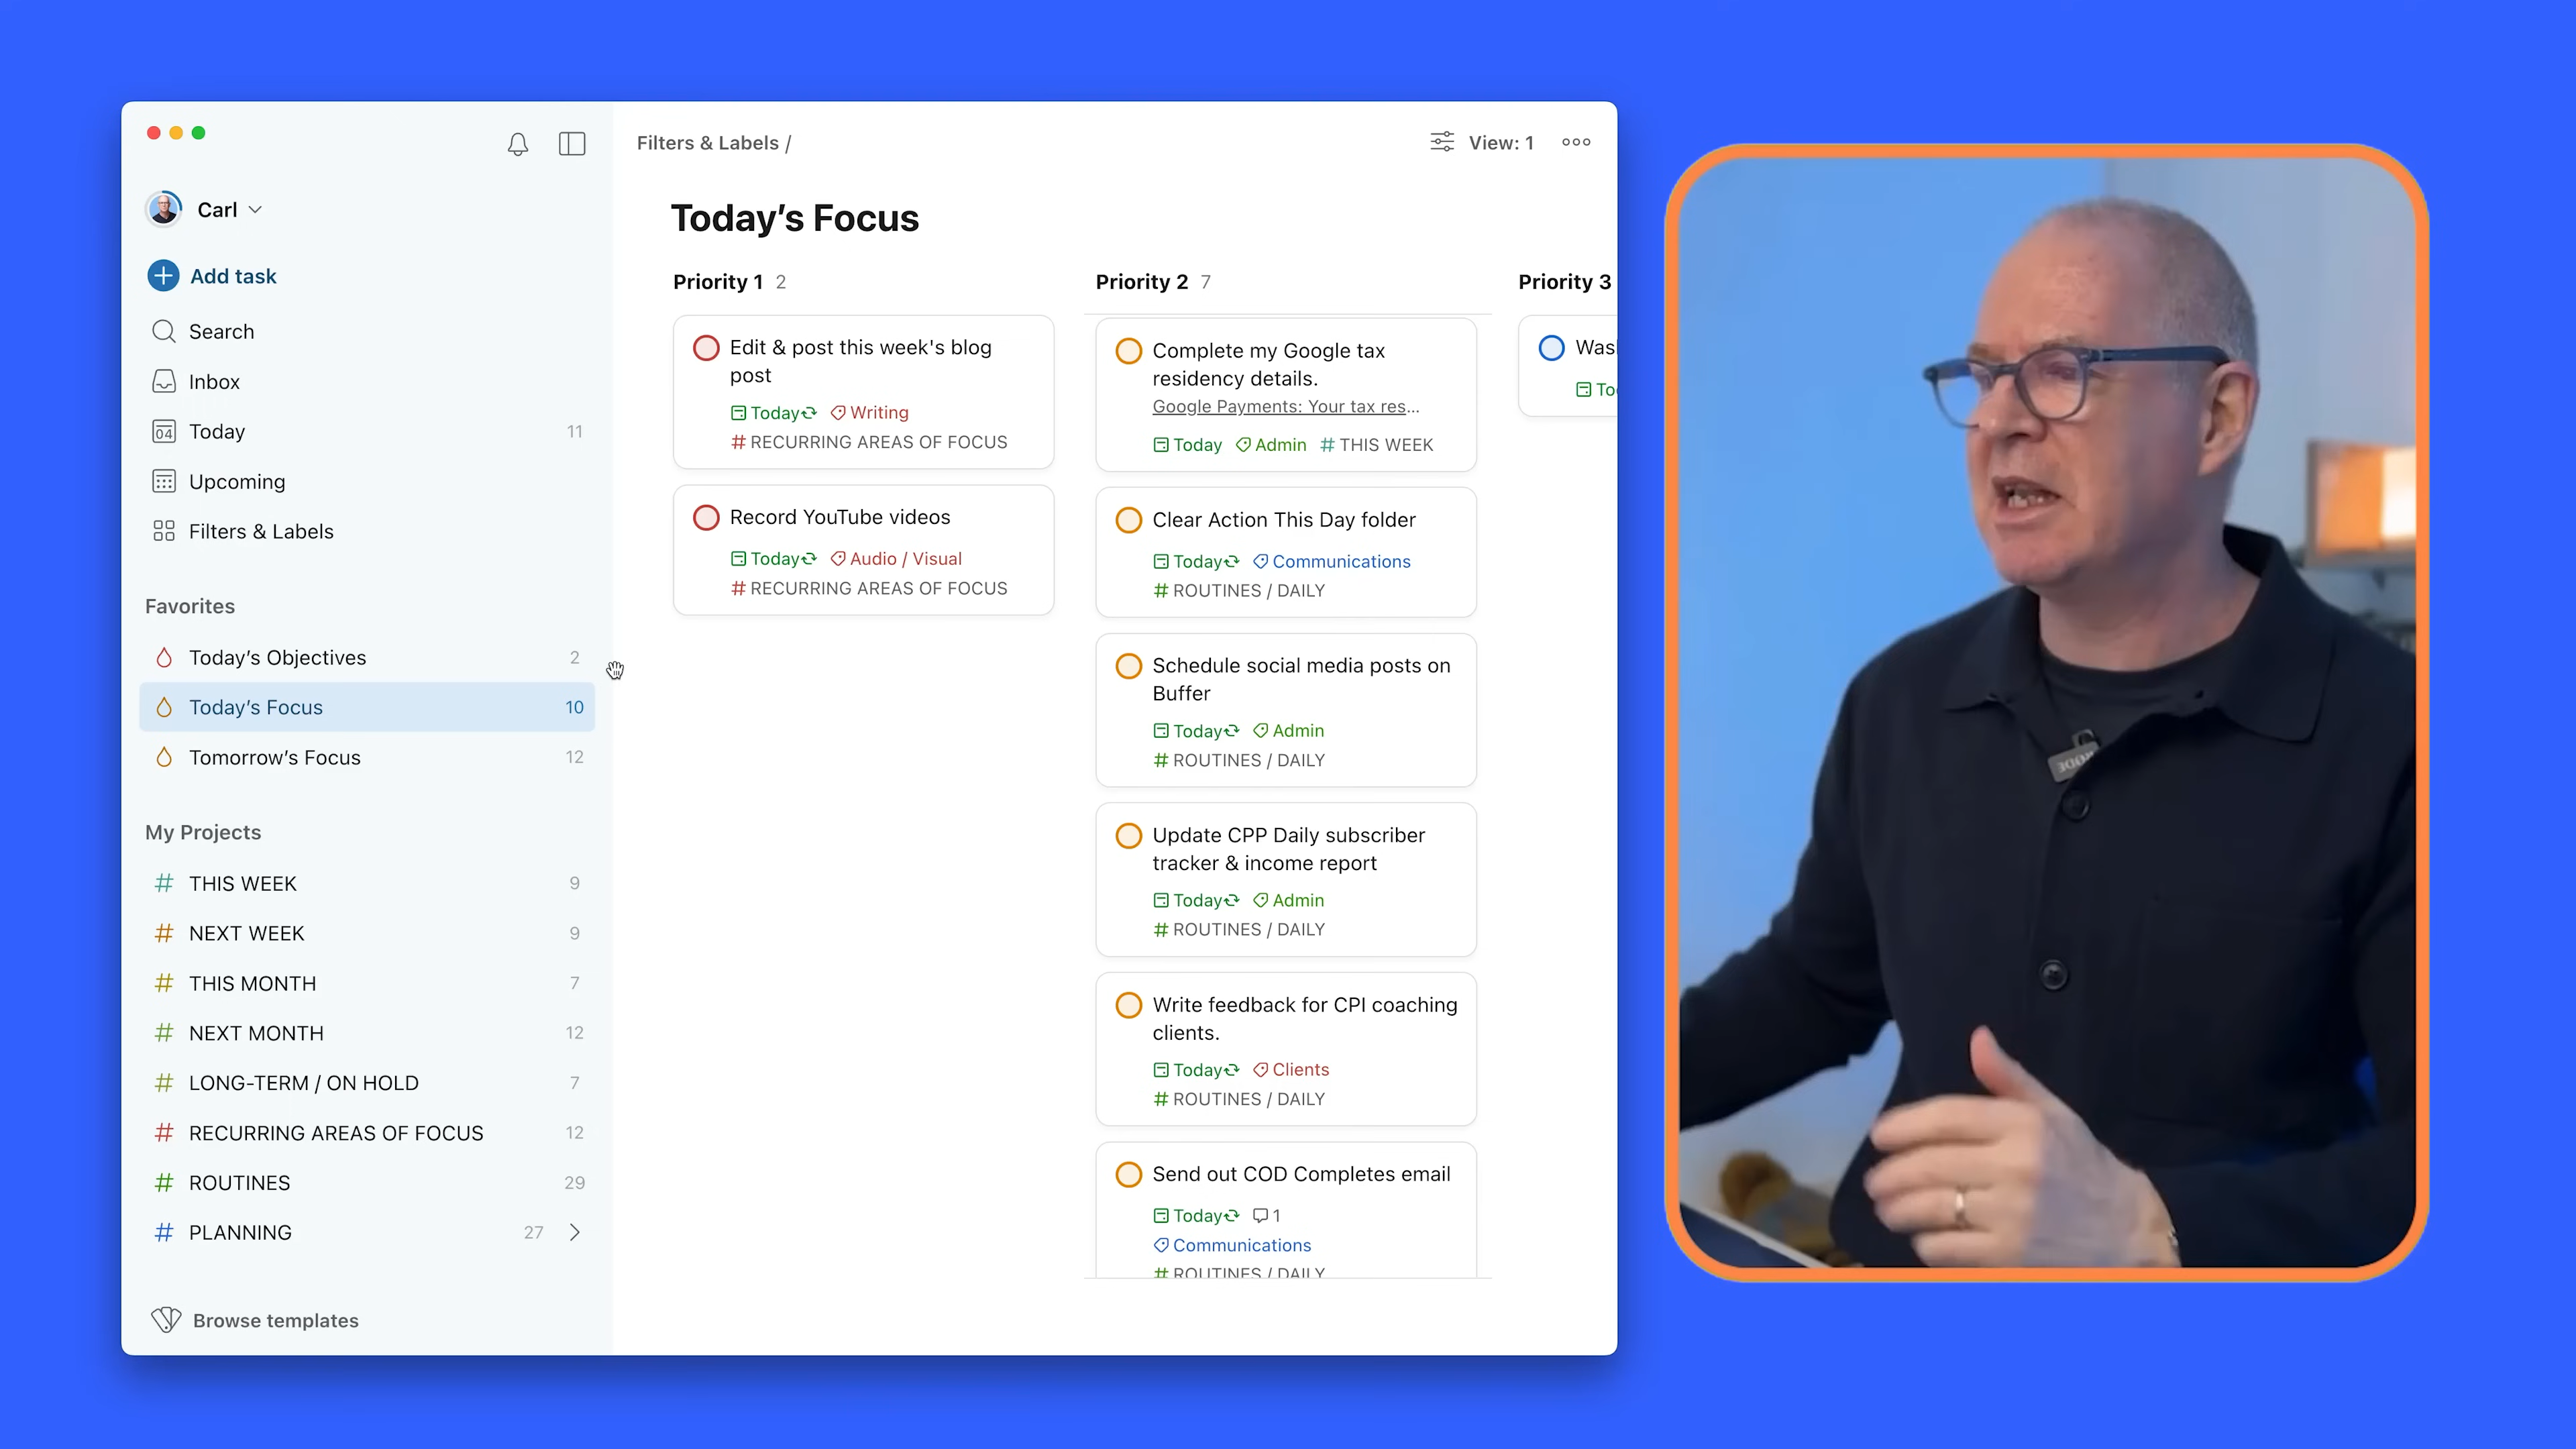 Carl
Add task
Search
Inbox
04
Today 11
Upcoming
Filters & Labels
Favorites
Today's Objectives 2
Today's Focus 10
Tomorrow's Focus 12
My Projects
# THIS WEEK 9
# NEXT WEEK 9
# THIS MONTH 7
# NEXT MONTH 12
# LONG-TERM / ON HOLD 7
# RECURRING AREAS OF FOCUS 12
# ROUTINES 29
# PLANNING 27
Browse templates
Filters & Labels /
View: 1
Today's Focus
Priority 1 2
Edit & post this week's blog
post
Today Writing
# RECURRING AREAS OF FOCUS
Record YouTube videos
Today Audio / Visual
# RECURRING AREAS OF FOCUS
Priority 2 7
Complete my Google tax
residency details.
Google Payments: Your tax res...
Today Admin # THIS WEEK
Clear Action This Day folder
Today Communications
# ROUTINES / DAILY
Schedule social media posts on
Buffer
Today Admin
# ROUTINES / DAILY
Update CPP Daily subscriber
tracker & income report
Today Admin
# ROUTINES / DAILY
Write feedback for CPI coaching
clients.
Today Clients
# ROUTINES / DAILY
Send out COD Completes email
Today 1
Communications
# ROUTINES / DAILY
Priority 3
RODE